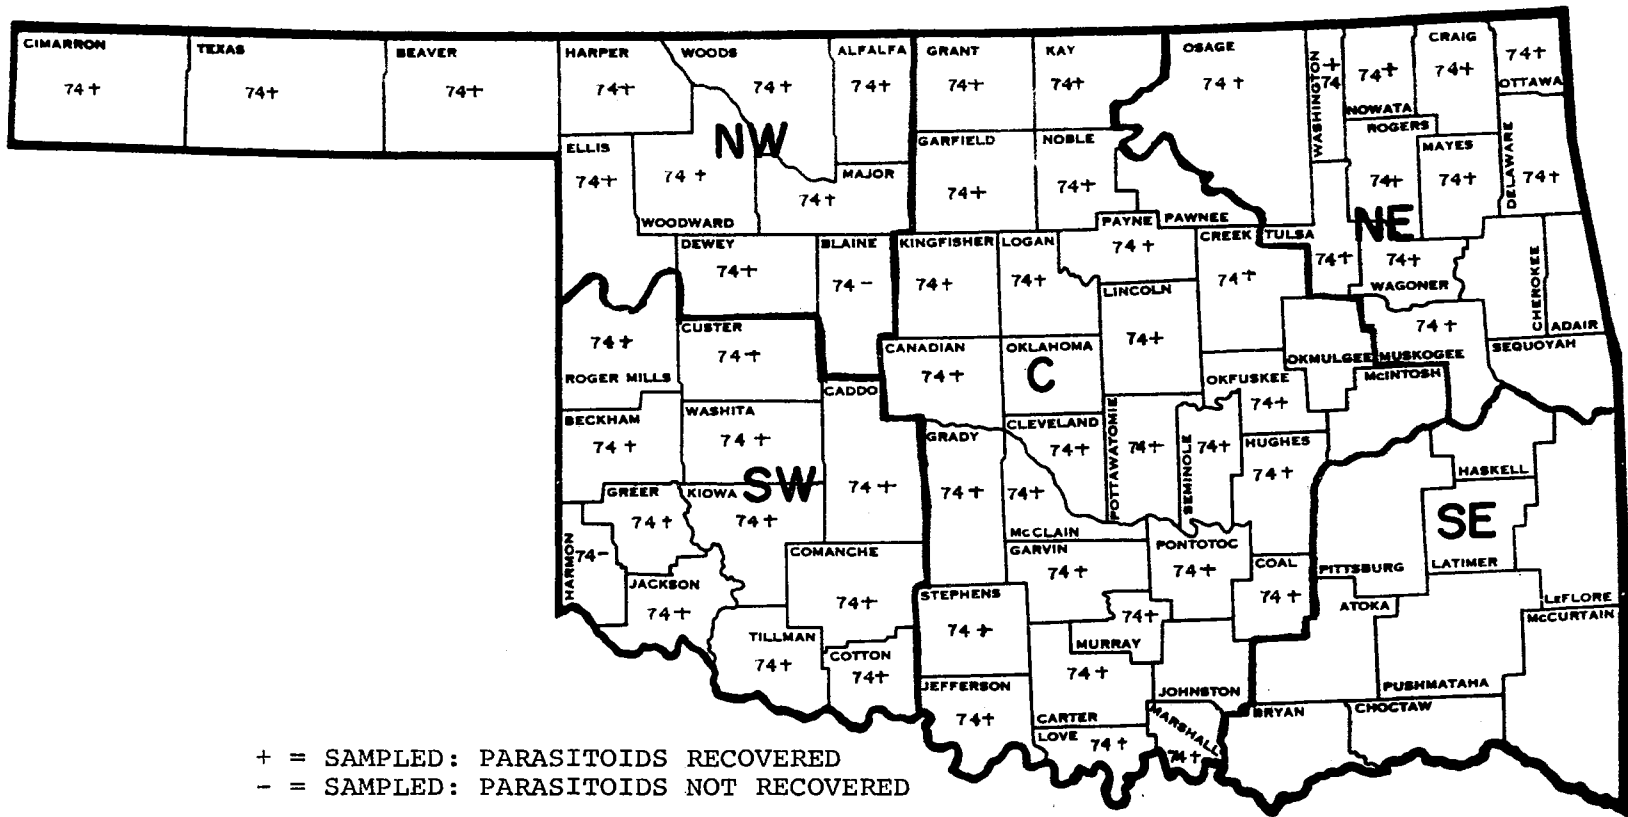 CIMARRON
74+
TEXAS
74+
BEAVER
74+
HARPER
74+
WOODS
74+
ALFALFA
74+
GRANT
74+
KAY
74+
OSAGE
74+
WASHINGTON
+
74
74+
NOWATA
CRAIG
74+
74+
OTTAWA
NW
ELLIS
74+
74+
WOODWARD
MAJOR
74+
GARFIELD
74+
NOBLE
74+
ROGERS
74+
MAYES
74+
DELAWARE
74+
NE
DEWEY
74+
BLAINE
74-
KINGFISHER
74+
LOGAN
74+
PAYNE
74+
PAWNEE
CREEK
74+
TULSA
74+
74+
WAGONER
CHEROKEE
ADAIR
74+
ROGER MILLS
CUSTER
74+
CANADIAN
74+
OKLAHOMA
C
LINCOLN
74+
OKMULGEE
74+
MUSKOGEE
SEQUOYAH
CADDO
74+
OKFUSKEE
74+
McINTOSH
BECKHAM
74+
WASHITA
74+
GRADY
74+
CLEVELAND
74+
POTTAWATOMIE
74+
SEMINOLE
74+
HUGHES
74+
HASKELL
SW
GREER
74+
KIOWA
74+
74+
McCLAIN
SE
LATIMER
HARMON
74-
JACKSON
74+
COMANCHE
74+
GARVIN
74+
PONTOTOC
74+
COAL
74+
PITTSBURG
LeFLORE
STEPHENS
74+
74+
MURRAY
ATOKA
McCURTAIN
TILLMAN
74+
COTTON
74+
JEFFERSON
74+
74+
CARTER
JOHNSTON
PUSHMATAHA
LOVE
74+
MARSHALL
74+
BRYAN
CHOCTAW
+ = SAMPLED: PARASITOIDS RECOVERED
- = SAMPLED: PARASITOIDS NOT RECOVERED